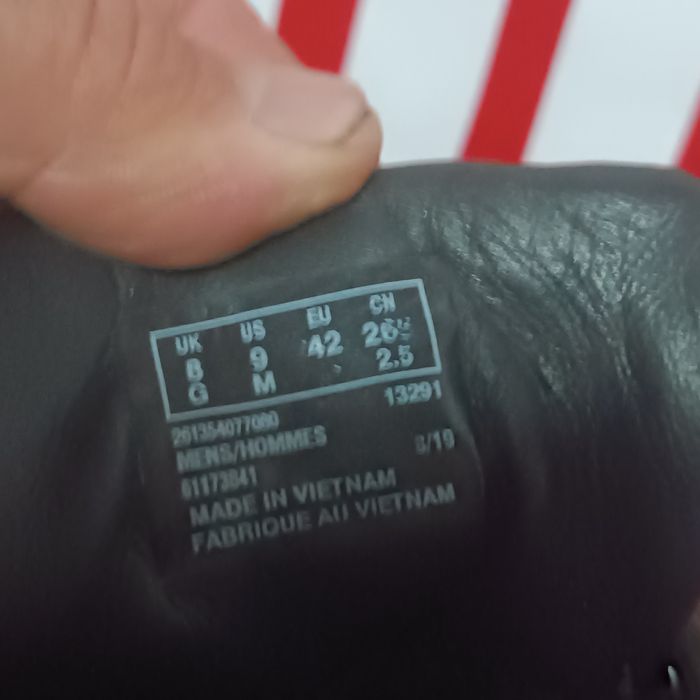 UK US EU CN
8 9 42 265
G M 2.5
13291
261354077080
MENS/HOMMES 8/19
61173841
MADE IN VIETNAM
FABRIQUE AU VIETNAM